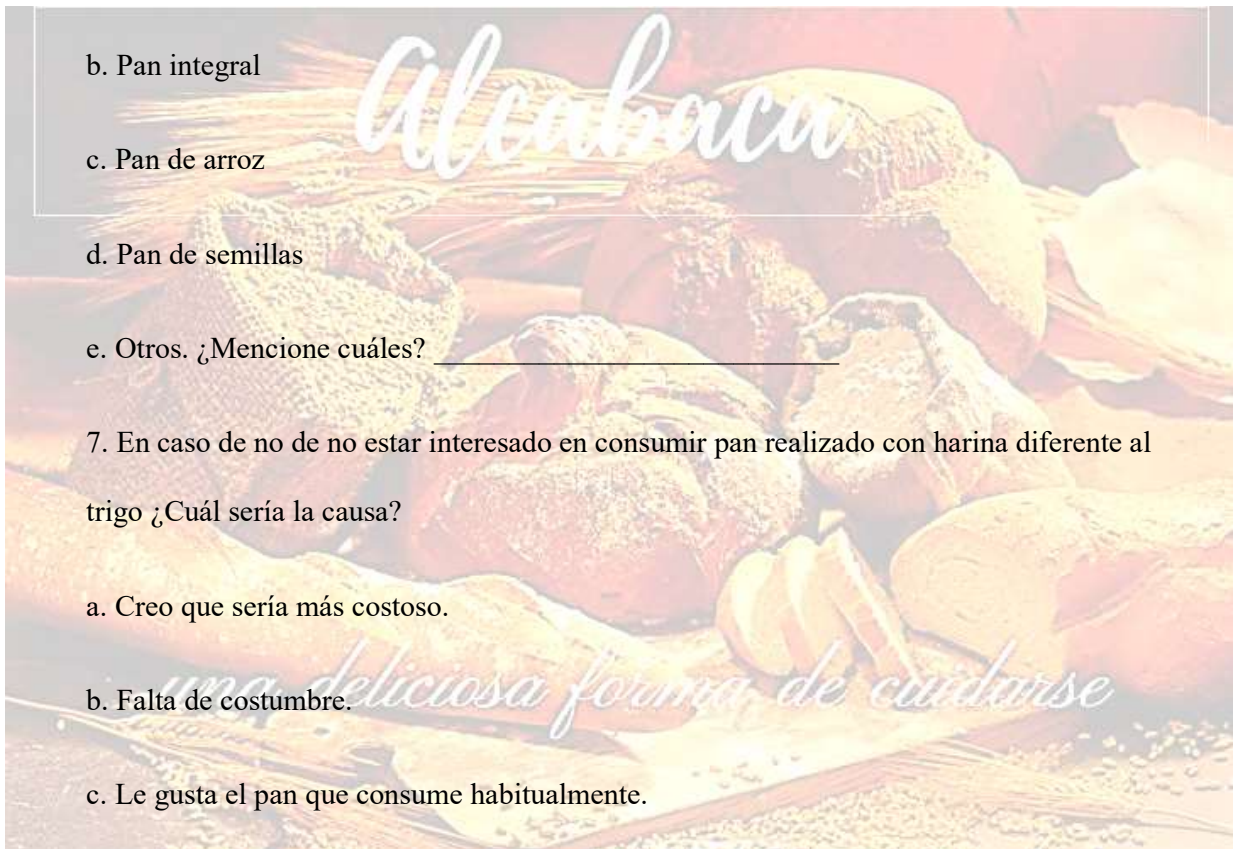 Alcabaca
b. Pan integral
c. Pan de arroz
d. Pan de semillas
e. Otros. ¿Mencione cuáles? ___________________________
7. En caso de no de no estar interesado en consumir pan realizado con harina diferente al
trigo ¿Cuál sería la causa?
a. Creo que sería más costoso.
una deliciosa forma de cuidarse
b. Falta de costumbre.
c. Le gusta el pan que consume habitualmente.